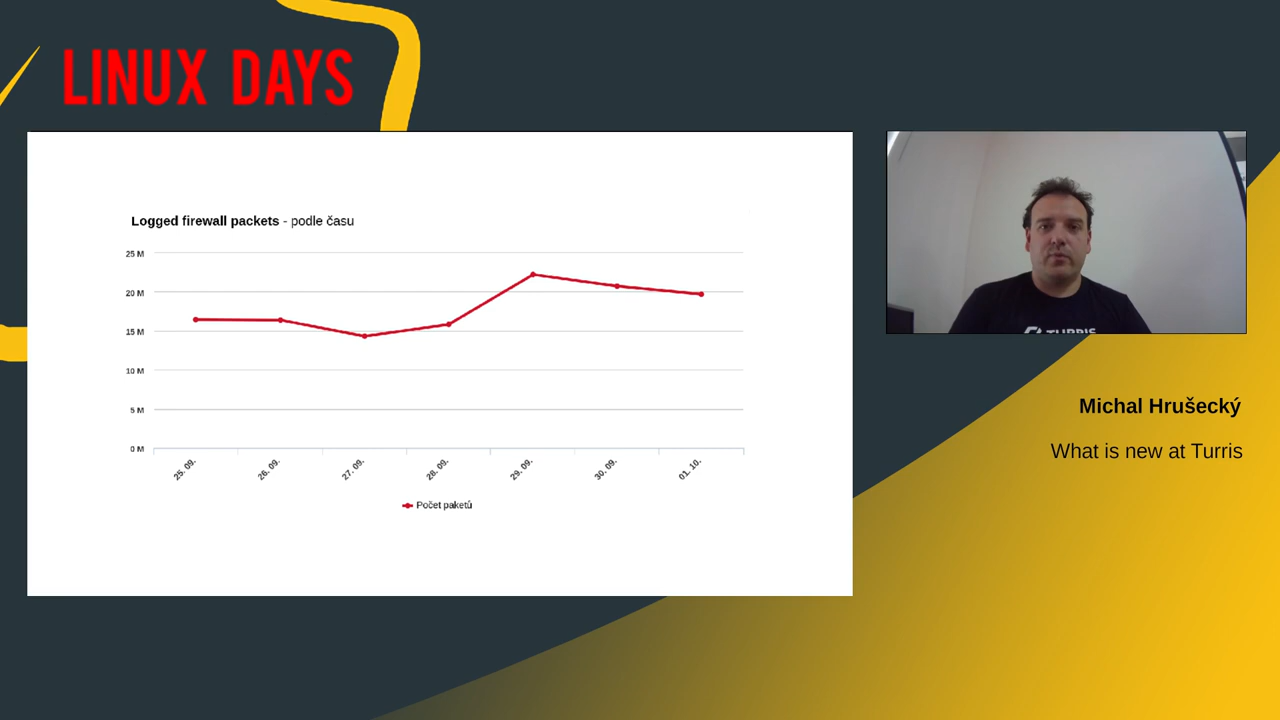 LINUX DAYS
Logged firewall packets - podle času
25 M
20 M
15 M
10 M
5 M
0 M
25. 09.
26. 09.
27. 09.
28. 09.
29. 09.
30. 09.
01. 10.
Počet paketů
TURRIS
Michal Hrušecký
What is new at Turris